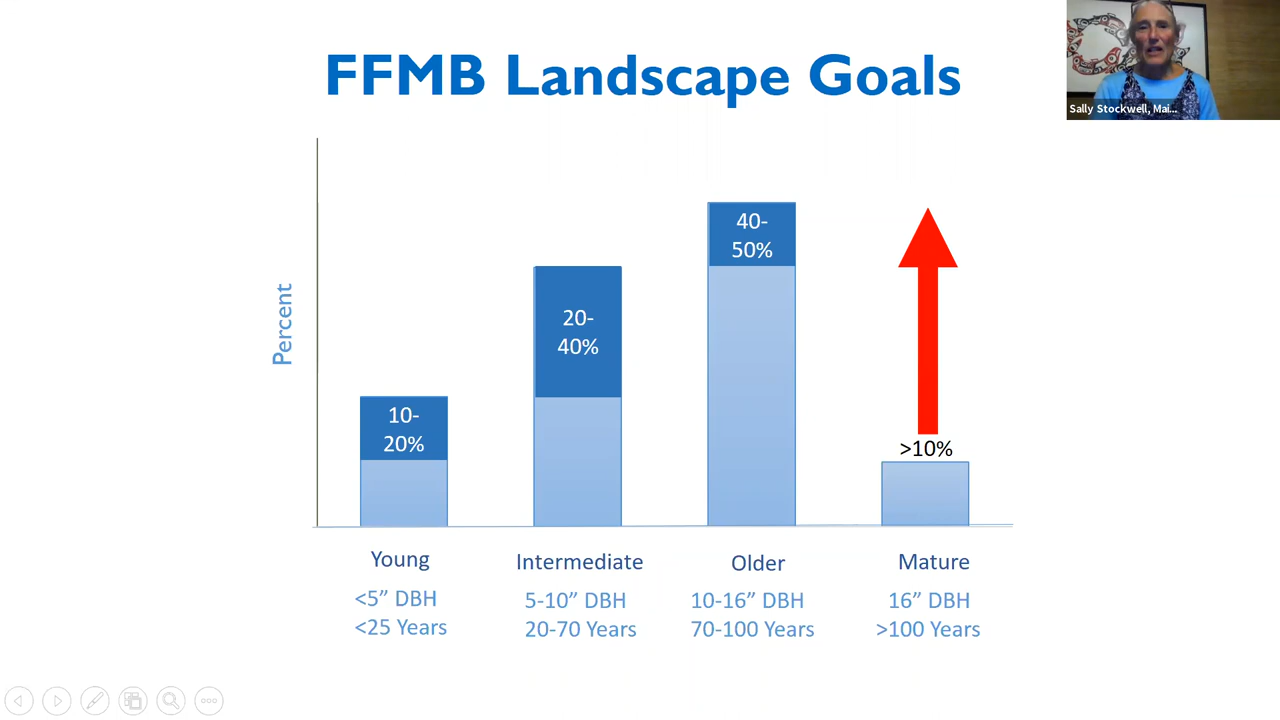 FFMB Landscape Goals
Sally Stockwell, Mai...
Percent
10-
20%
20-
40%
40-
50%
>10%
Young
Intermediate
Older
Mature
<5” DBH
<25 Years
5-10” DBH
20-70 Years
10-16” DBH
70-100 Years
16” DBH
>100 Years